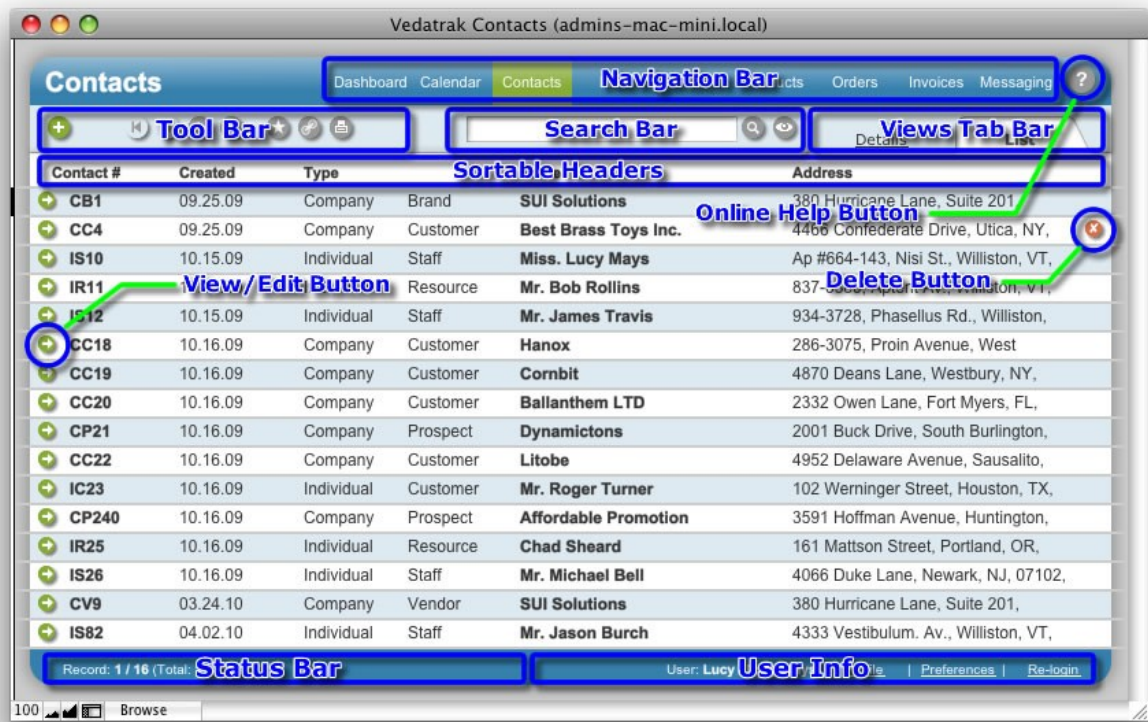 Vedatrak Contacts (admins-mac-mini.local)
Contacts Dashboard Calendar Contacts Navigation Bar Orders Invoices Messaging ?
Tool Bar Search Bar Views Tab Bar
Details List
Sortable Headers
Contact # Created Type Address
CB1 09.25.09 Company Brand SUI Solutions 380 Hurricane Lane, Suite 201
Online Help Button
CC4 09.25.09 Company Customer Best Brass Toys Inc. 4466 Confederate Drive, Utica, NY,
IS10 10.15.09 Individual Staff Miss. Lucy Mays Ap #664-143, Nisi St., Williston, VT,
Delete Button
View/Edit Button
IR11 Resource Mr. Bob Rollins Williston, VT,
IS12 10.15.09 Individual Staff Mr. James Travis 934-3728, Phasellus Rd., Williston,
CC18 10.16.09 Company Customer Hanox 286-3075, Proin Avenue, West
CC19 10.16.09 Company Customer Cornbit 4870 Deans Lane, Westbury, NY,
CC20 10.16.09 Company Customer Ballanthem LTD 2332 Owen Lane, Fort Myers, FL,
CP21 10.16.09 Company Prospect Dynamictons 2001 Buck Drive, South Burlington,
CC22 10.16.09 Company Customer Litobe 4952 Delaware Avenue, Sausalito,
IC23 10.16.09 Individual Customer Mr. Roger Turner 102 Werninger Street, Houston, TX,
CP240 10.16.09 Company Prospect Affordable Promotion 3591 Hoffman Avenue, Huntington,
IR25 10.16.09 Individual Resource Chad Sheard 161 Mattson Street, Portland, OR,
IS26 10.16.09 Individual Staff Mr. Michael Bell 4066 Duke Lane, Newark, NJ, 07102,
CV9 03.24.10 Company Vendor SUI Solutions 380 Hurricane Lane, Suite 201,
IS82 04.02.10 Individual Staff Mr. Jason Burch 4333 Vestibulum. Av., Williston, VT,
Record: 1 / 16 (Total: Status Bar User: Lucy User Info | Preferences | Re-login
100 Browse